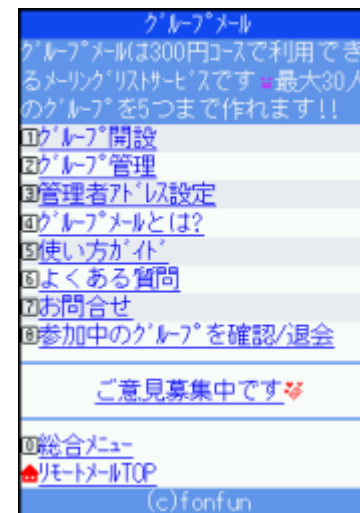 ｸﾞﾙｰﾌﾟﾒｰﾙ
ｸﾞﾙｰﾌﾟﾒｰﾙは300円ｺｰｽで利用でき
るﾒｰﾘﾝｸﾞﾘｽﾄｻｰﾋﾞｽです 最大30人
のｸﾞﾙｰﾌﾟを5つまで作れます!!
1ｸﾞﾙｰﾌﾟ開設
2ｸﾞﾙｰﾌﾟ管理
3管理者ｱﾄﾞﾚｽ設定
4ｸﾞﾙｰﾌﾟﾒｰﾙとは?
5使い方ｶﾞｲﾄﾞ
6よくある質問
7お問合せ
8参加中のｸﾞﾙｰﾌﾟを確認/退会
ご意見募集中です
0総合ﾒﾆｭｰ
ﾘﾓｰﾄﾒｰﾙTOP
(c)fonfun